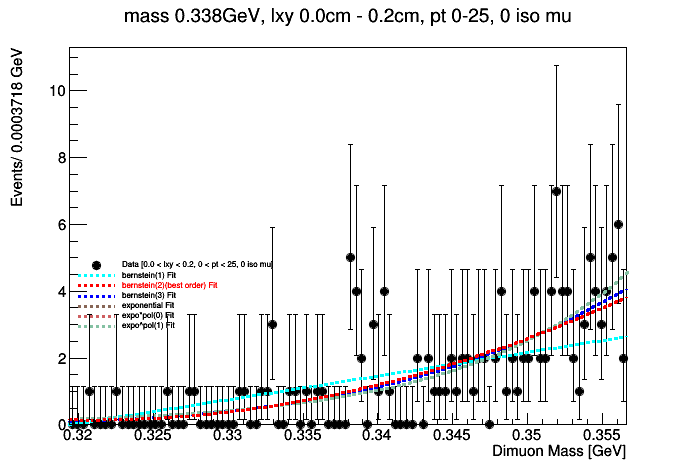 mass 0.338GeV, lxy 0.0cm - 0.2cm, pt 0-25, 0 iso mu
Events/ 0.0003718 GeV
10
8
6
Data [0.0 < lxy < 0.2, 0 < pt < 25, 0 iso mu]
bernstein(1) Fit
bernstein(2)(best order) Fit
4
bernstein(3) Fit
exponential Fit
expo*pol(0) Fit
expo*pol(1) Fit
2
0
0.32 0.325 0.33 0.335 0.34 0.345 0.35 0.355
Dimuon Mass [GeV]